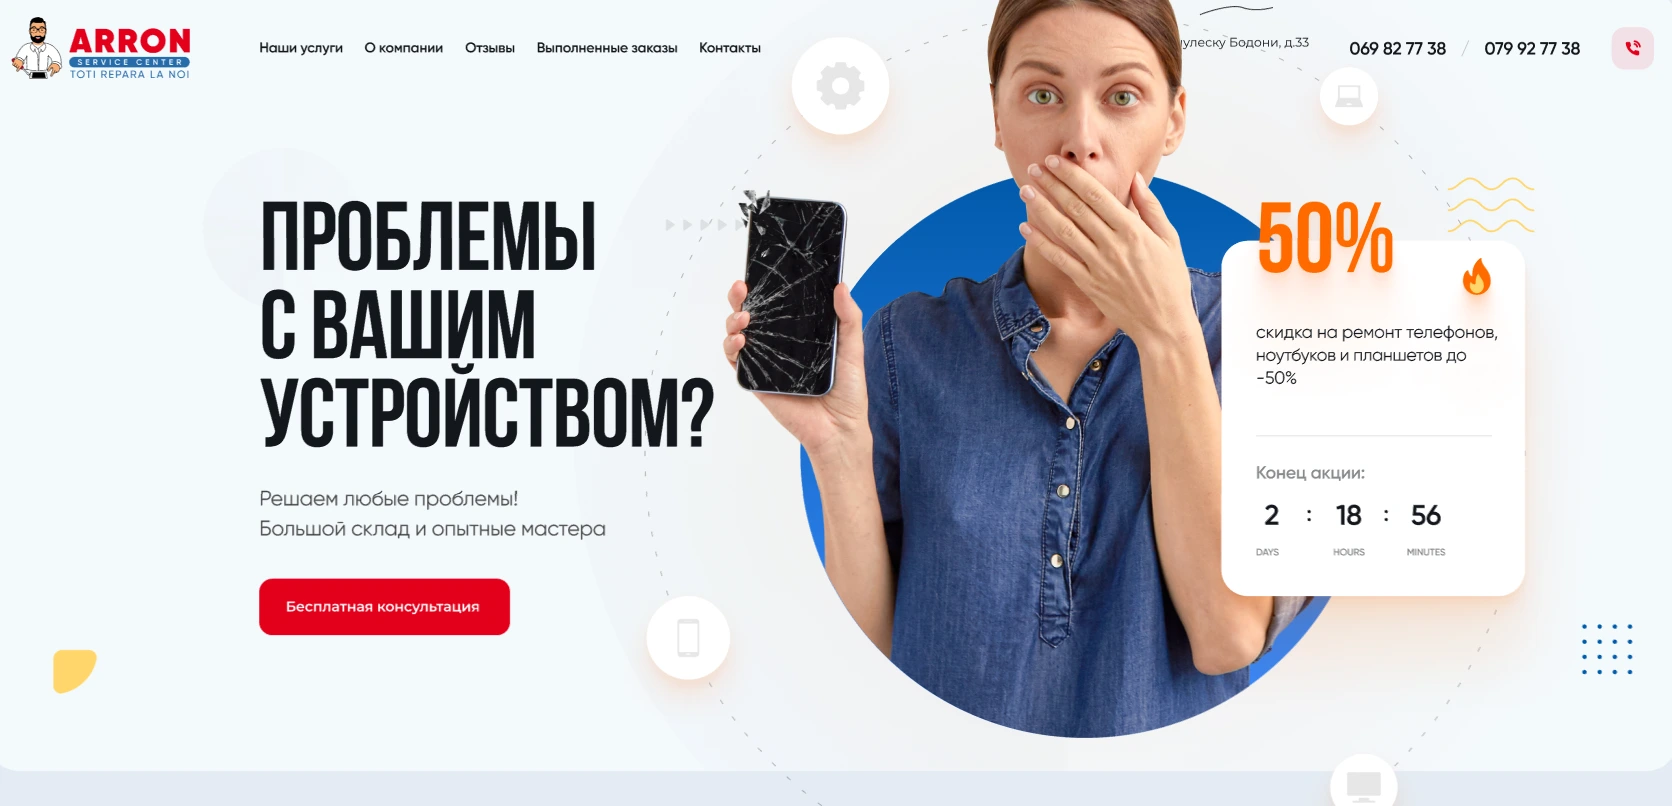 ARRON
SERVICE CENTER
TOTI REPARA LA NOI
Наши услуги
О компании
Отзывы
Выполненные заказы
Контакты
Бодони, д.33
069 82 77 38 / 079 92 77 38
ПРОБЛЕМЫ
С ВАШИМ
УСТРОЙСТВОМ?
Решаем любые проблемы!
Большой склад и опытные мастера
Бесплатная консультация
50%
скидка на ремонт телефонов,
ноутбуков и планшетов до
-50%
Конец акции:
2 : 18 : 56
DAYS HOURS MINUTES